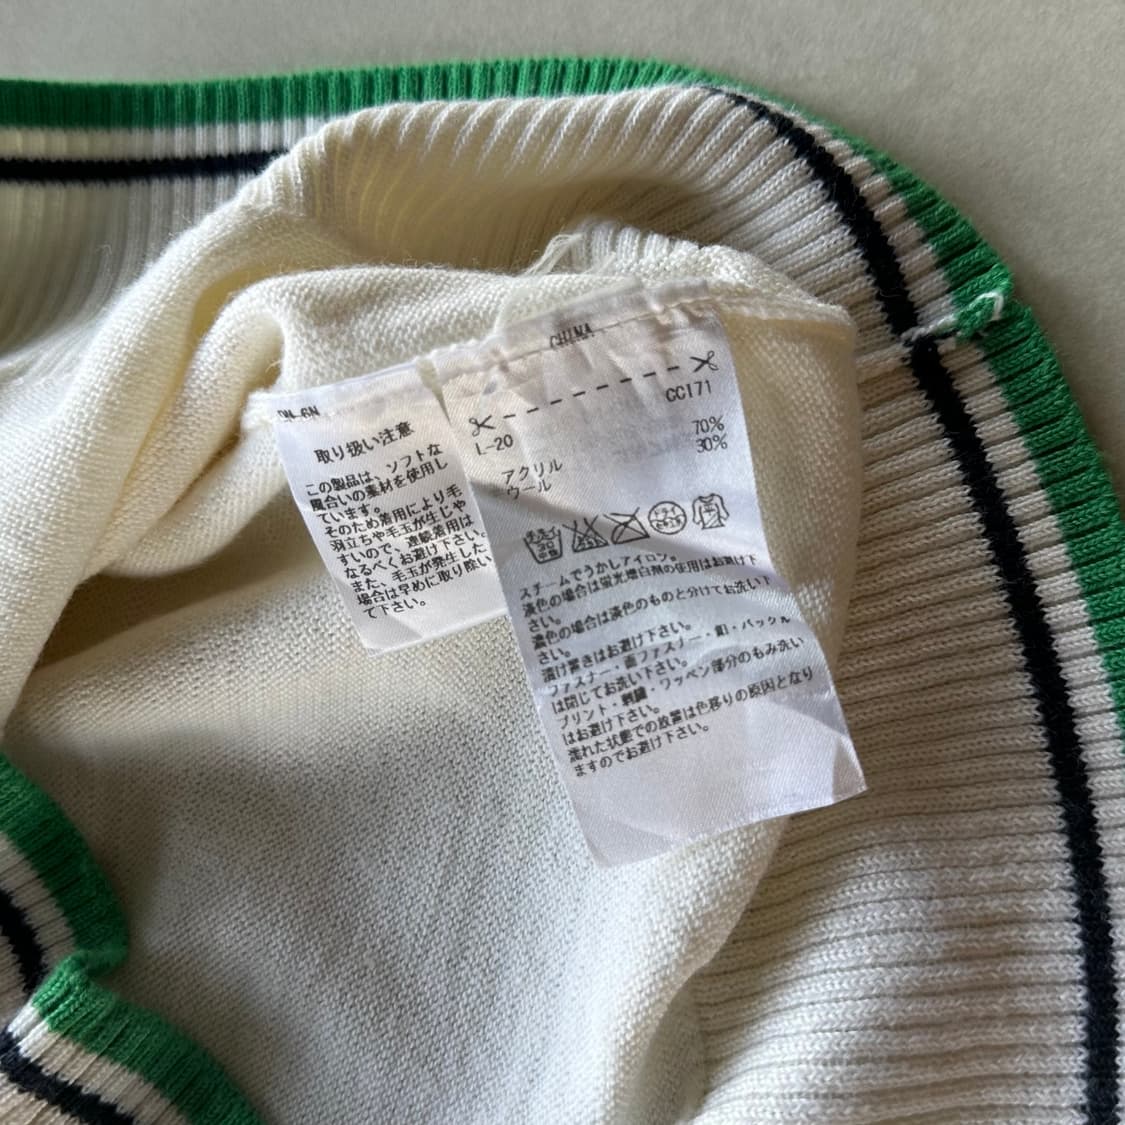 取り扱い注意
この製品は、ソフトな
風合いの素材を使用し
ています。
そのため着用により毛
羽立ちや毛玉が生じや
すいので、連続着用は
なるべくお避け下さい。
また、毛玉が発生した
場合は早めに取り除い
て下さい。
CHINA
CC171
L-20
アクリル 70%
ウール 30%
スチームでうかしアイロン。
淡色の場合は蛍光増白剤の使用はお避け下
さい。
濃色の場合は淡色のものと分けてお洗い下
さい。
漬け置きはお避け下さい。
ファスナー・面ファスナー・釦・バックル
は閉じてお洗い下さい。
プリント・刺繍・ワッペン部分のもみ洗い
はお避け下さい。
濡れた状態での放置は色移りの原因となり
ますのでお避け下さい。